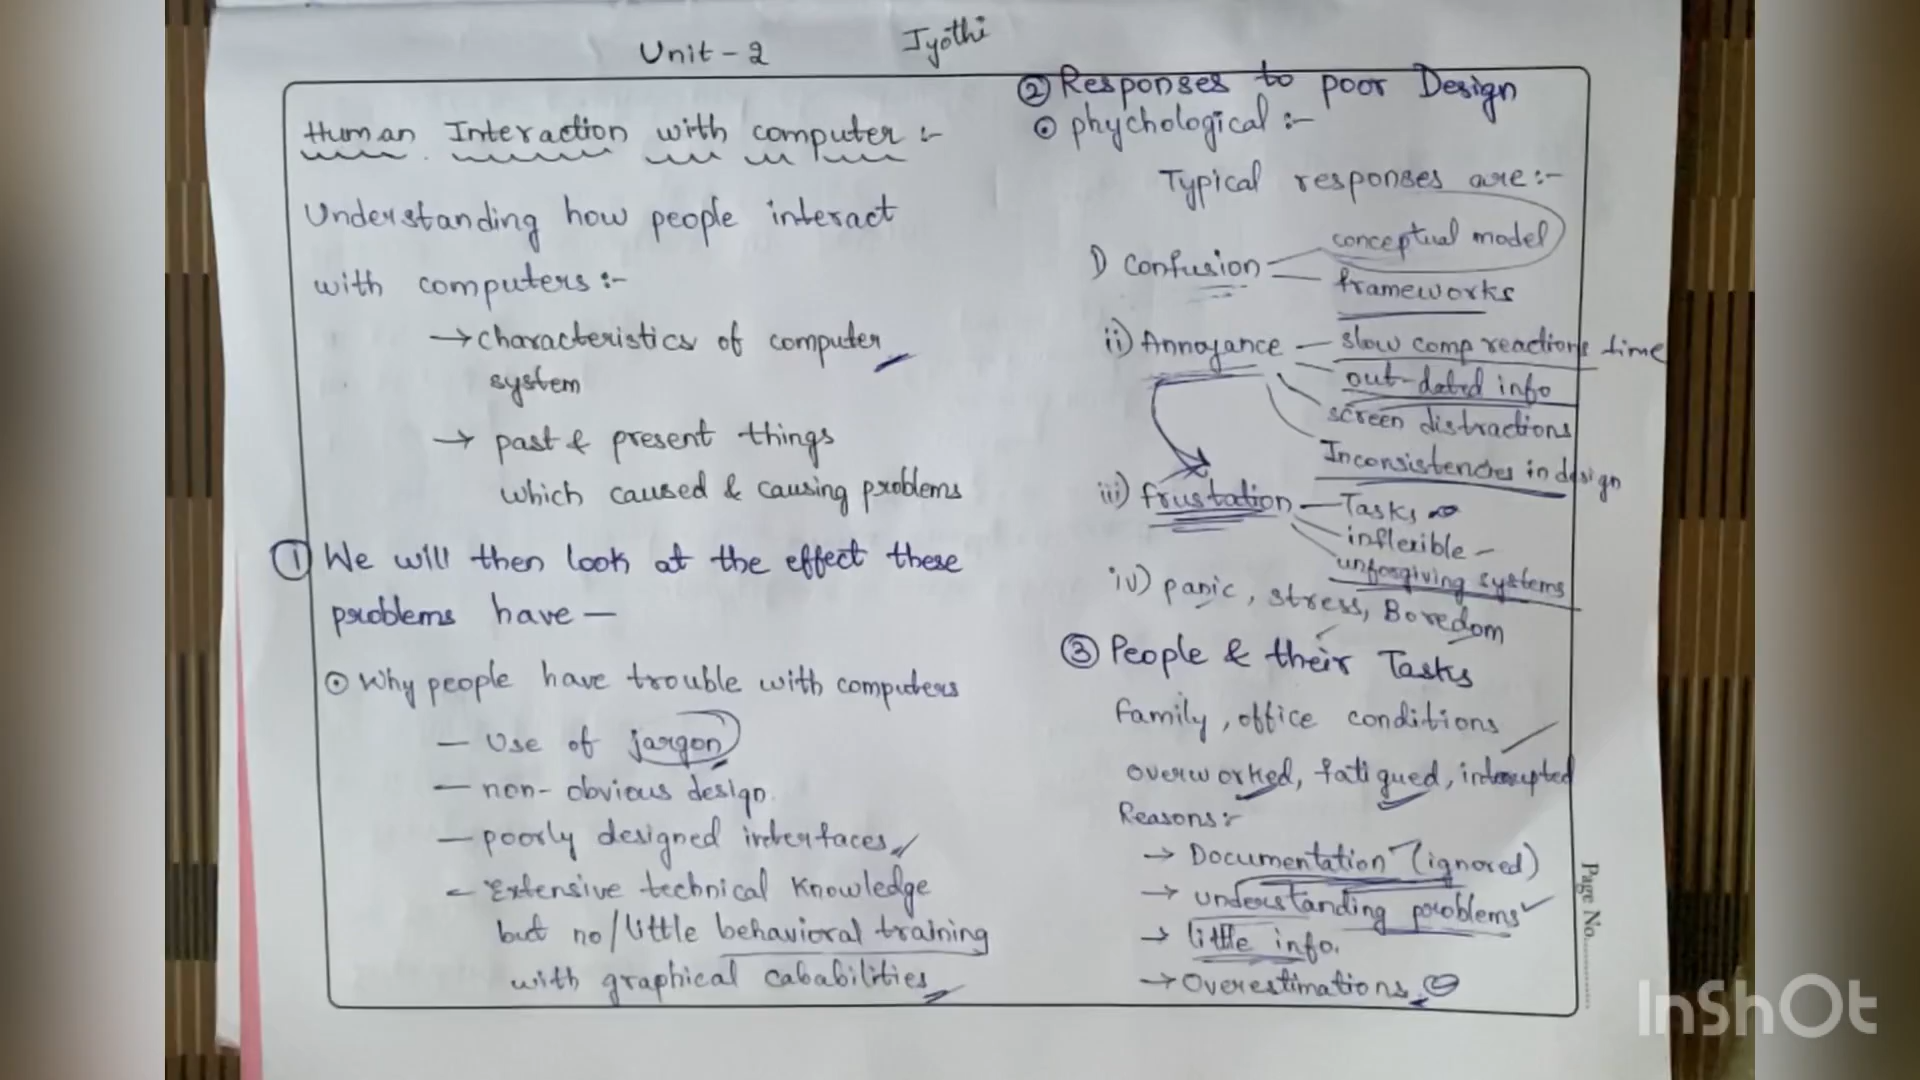 Unit - 2
Jyothi
Human Interaction with computer :-
Understanding how people interact
with computers :-
→ characteristics of computer
system
→ past & present things
which caused & causing problems
① We will then look at the effect these
problems have —
⊙ Why people have trouble with computers
— Use of jargon
— non-obvious design.
— poorly designed interfaces
— Extensive technical knowledge
but no/little behavioral training
with graphical cababilities
② Responses to poor Design
⊙ phychological :-
Typical responses are :-
i) confusion — conceptual model
— frameworks
ii) Annoyance — slow comp reactions time
out-dated info
screen distractions
Inconsistencies in design
iii) frustation — Tasks
inflexible —
unforgiving systems
iv) panic, stress, Boredom
③ People & their Tasks
family, office conditions
overworked, fatigued, interrupted
Reasons :-
→ Documentation (ignored)
→ understanding problems
→ little info.
→ Overestimations
Page No...............
InShOt